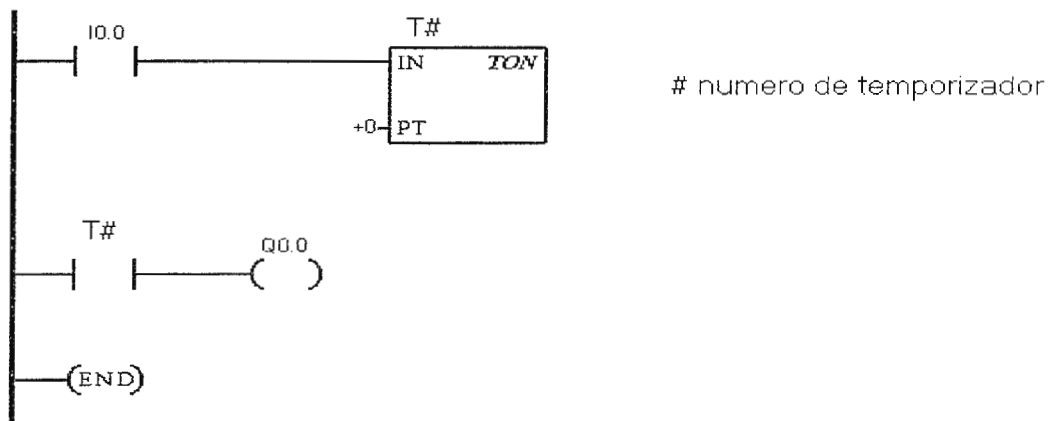 I0.0
T#
IN TON
# numero de temporizador
+0 PT
T#
Q0.0
(END)